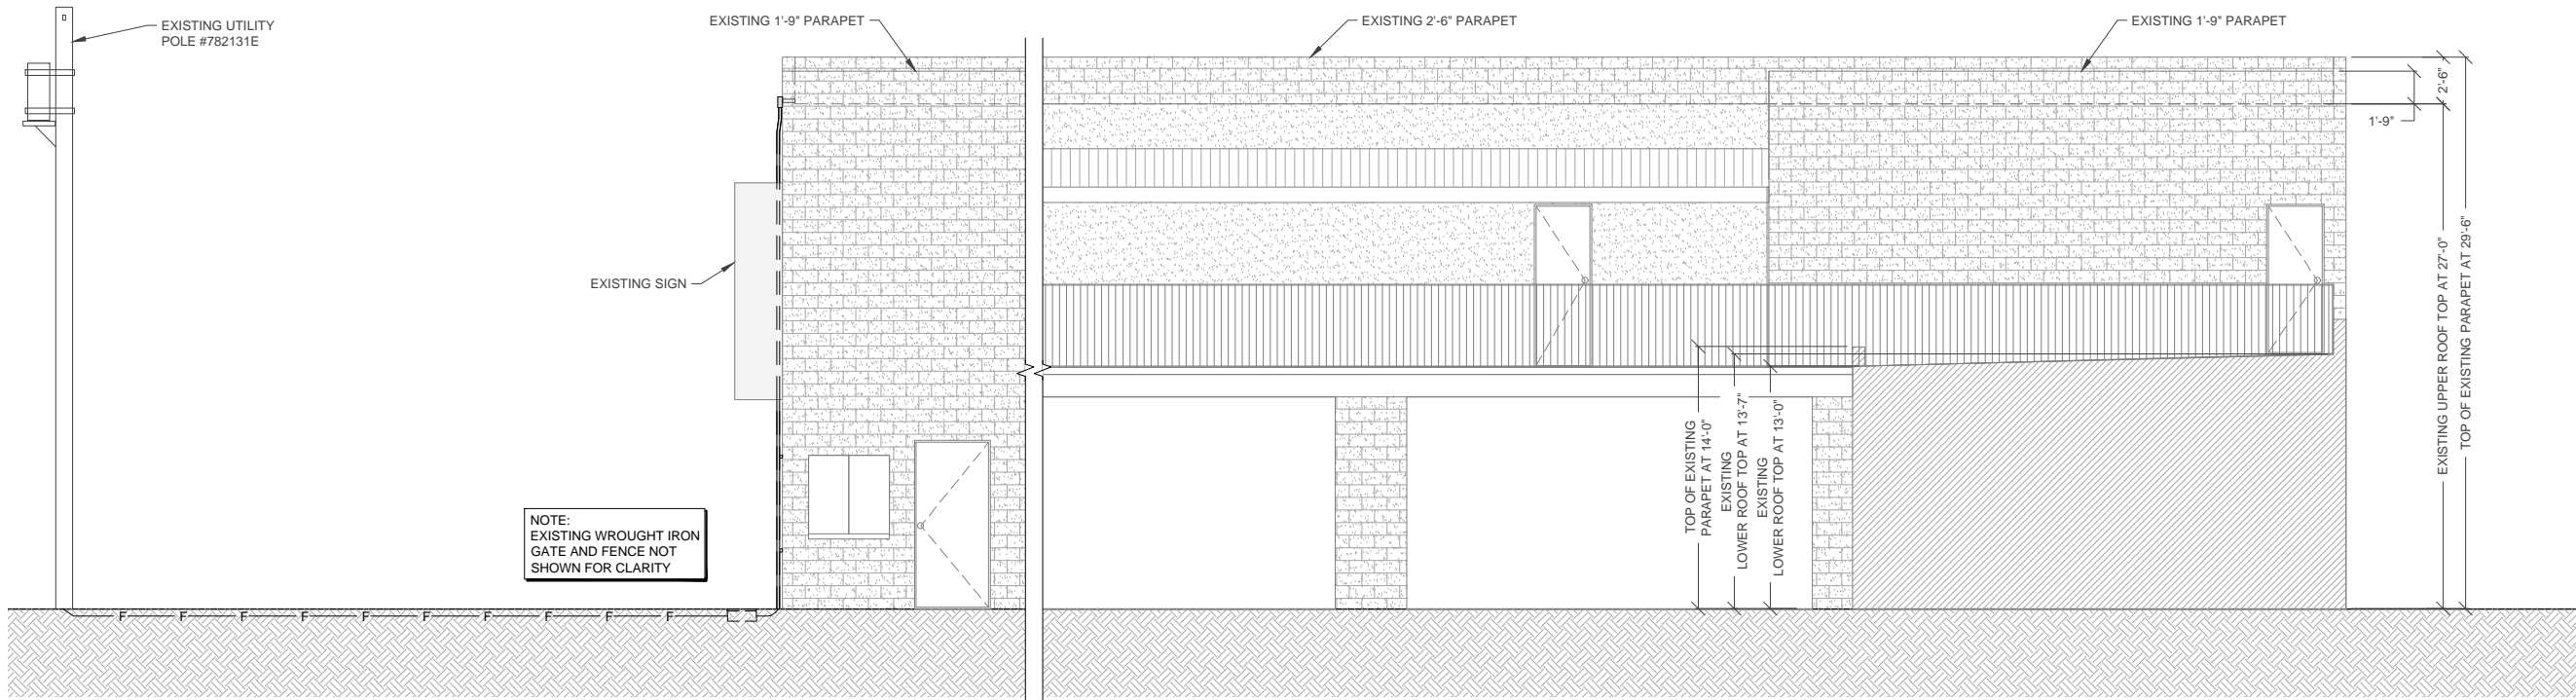 EXISTING UTILITY
POLE #782131E
EXISTING 1'-9" PARAPET
EXISTING 2'-6" PARAPET
EXISTING 1'-9" PARAPET
2'-6"
1'-9"
EXISTING SIGN
NOTE:
EXISTING WROUGHT IRON
GATE AND FENCE NOT
SHOWN FOR CLARITY
TOP OF EXISTING
PARAPET AT 14'-0"
EXISTING
LOWER ROOF TOP AT 13'-7"
EXISTING
LOWER ROOF TOP AT 13'-0"
EXISTING UPPER ROOF TOP AT 27'-0"
TOP OF EXISTING PARAPET AT 29'-6"
F F F F F F F F F F